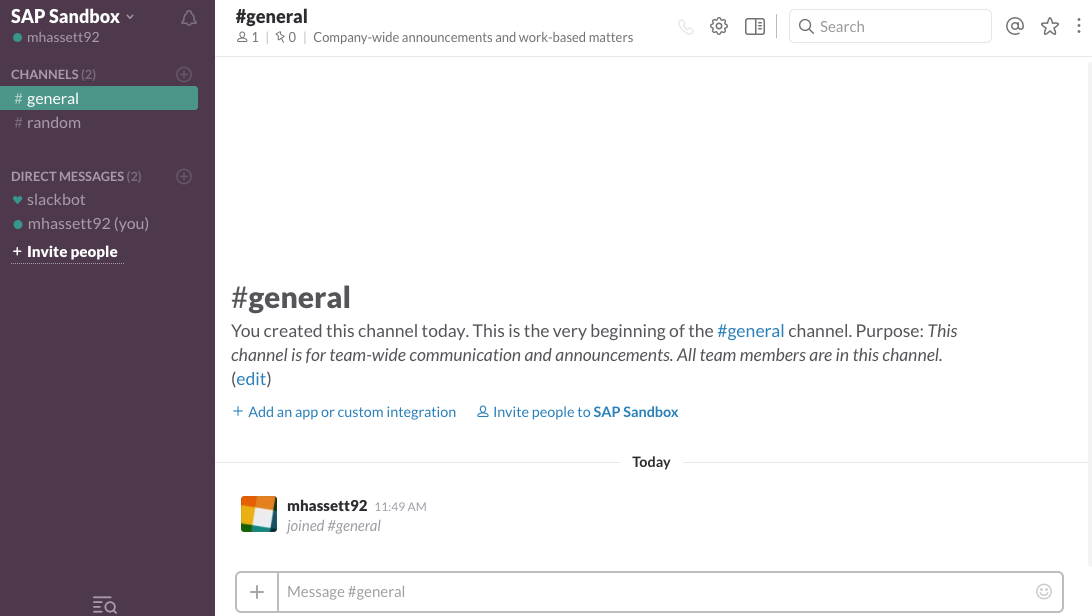 SAP Sandbox
mhassett92
CHANNELS (2)
# general
# random
DIRECT MESSAGES (2)
slackbot
mhassett92 (you)
+ Invite people
#general
1 | 0 | Company-wide announcements and work-based matters
Search
#general
You created this channel today. This is the very beginning of the #general channel. Purpose: This
channel is for team-wide communication and announcements. All team members are in this channel.
(edit)
+ Add an app or custom integration
Invite people to SAP Sandbox
Today
mhassett92 11:49 AM
joined #general
+ Message #general